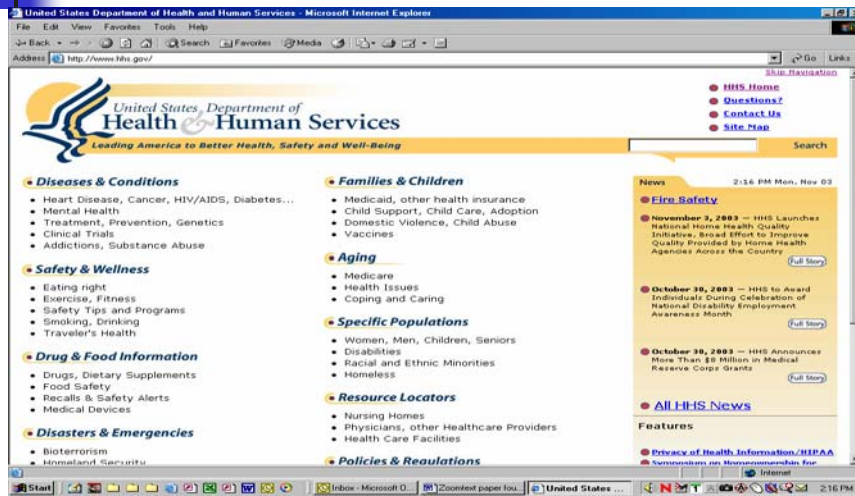 United States Department of Health and Human Services - Microsoft Internet Explorer
File Edit View Favorites Tools Help
Back Search Favorites Media
Address http://www.hhs.gov/ Go Links
Skip Navigation
United States Department of
Health & Human Services
Leading America to Better Health, Safety and Well-Being
HHS Home
Questions?
Contact Us
Site Map
Search
Diseases & Conditions
Heart Disease, Cancer, HIV/AIDS, Diabetes...
Mental Health
Treatment, Prevention, Genetics
Clinical Trials
Addictions, Substance Abuse
Safety & Wellness
Eating right
Exercise, Fitness
Safety Tips and Programs
Smoking, Drinking
Traveler's Health
Drug & Food Information
Drugs, Dietary Supplements
Food Safety
Recalls & Safety Alerts
Medical Devices
Disasters & Emergencies
Bioterrorism
Homeland Security
Families & Children
Medicaid, other health insurance
Child Support, Child Care, Adoption
Domestic Violence, Child Abuse
Vaccines
Aging
Medicare
Health Issues
Coping and Caring
Specific Populations
Women, Men, Children, Seniors
Disabilities
Racial and Ethnic Minorities
Homeless
Resource Locators
Nursing Homes
Physicians, other Healthcare Providers
Health Care Facilities
Policies & Regulations
News 2:16 PM Mon, Nov 03
Fire Safety
November 3, 2003 — HHS Launches
National Home Health Quality
Initiative, Broad Effort to Improve
Quality Provided by Home Health
Agencies Across the Country
Full Story
October 30, 2003 — HHS to Award
Individuals During Celebration of
National Disability Employment
Awareness Month
Full Story
October 30, 2003 — HHS Announces
More Than $8 Million in Medical
Reserve Corps Grants
Full Story
All HHS News
Features
Privacy of Health Information/HIPAA
Symposium on Homeownership for
Internet
Start Inbox - Microsoft O... Zoomtext paper fou... United States ... 2:16 PM